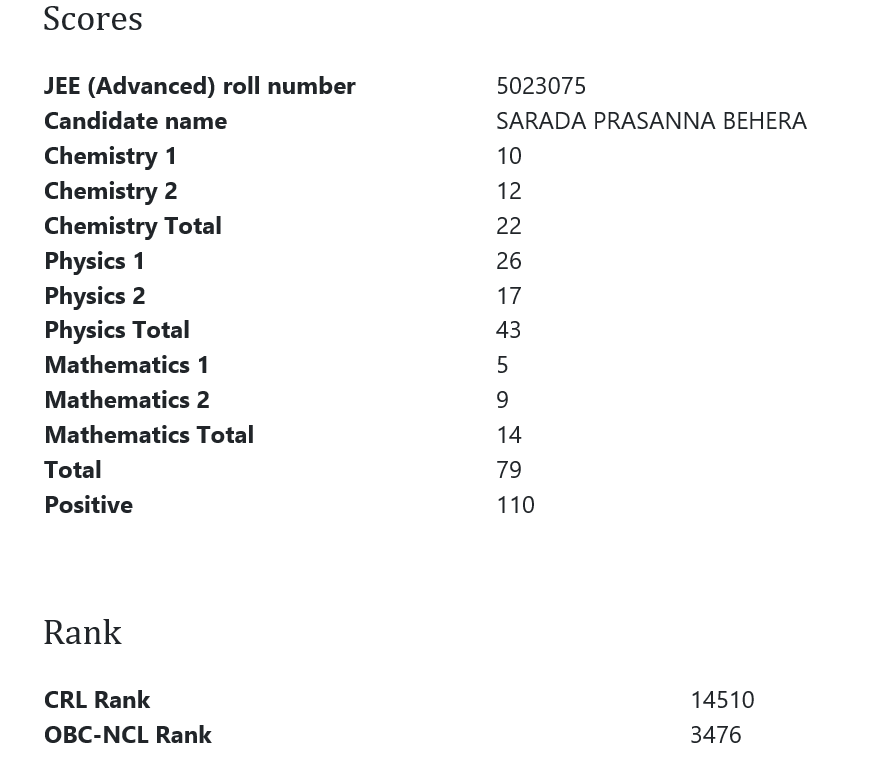 Scores
JEE (Advanced) roll number 5023075
Candidate name SARADA PRASANNA BEHERA
Chemistry 1 10
Chemistry 2 12
Chemistry Total 22
Physics 1 26
Physics 2 17
Physics Total 43
Mathematics 1 5
Mathematics 2 9
Mathematics Total 14
Total 79
Positive 110
Rank
CRL Rank 14510
OBC-NCL Rank 3476